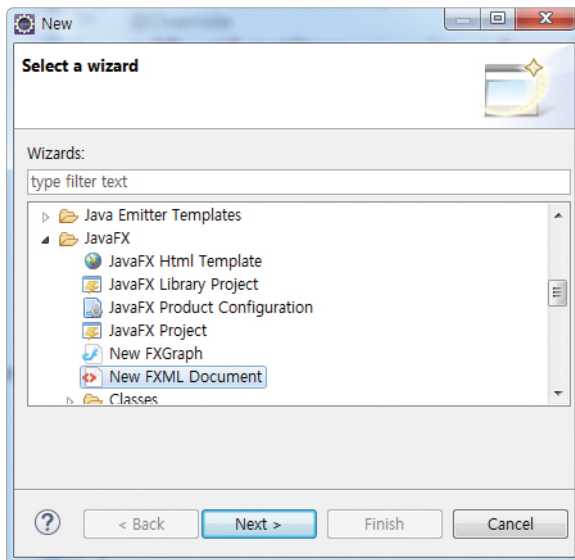 New
@Override
Select a wizard
Wizards:
type filter text
Java Emitter Templates
JavaFX
JavaFX Html Template
JavaFX Library Project
JavaFX Product Configuration
JavaFX Project
New FXGraph
New FXML Document
Classes
?
< Back
Next >
Finish
Cancel